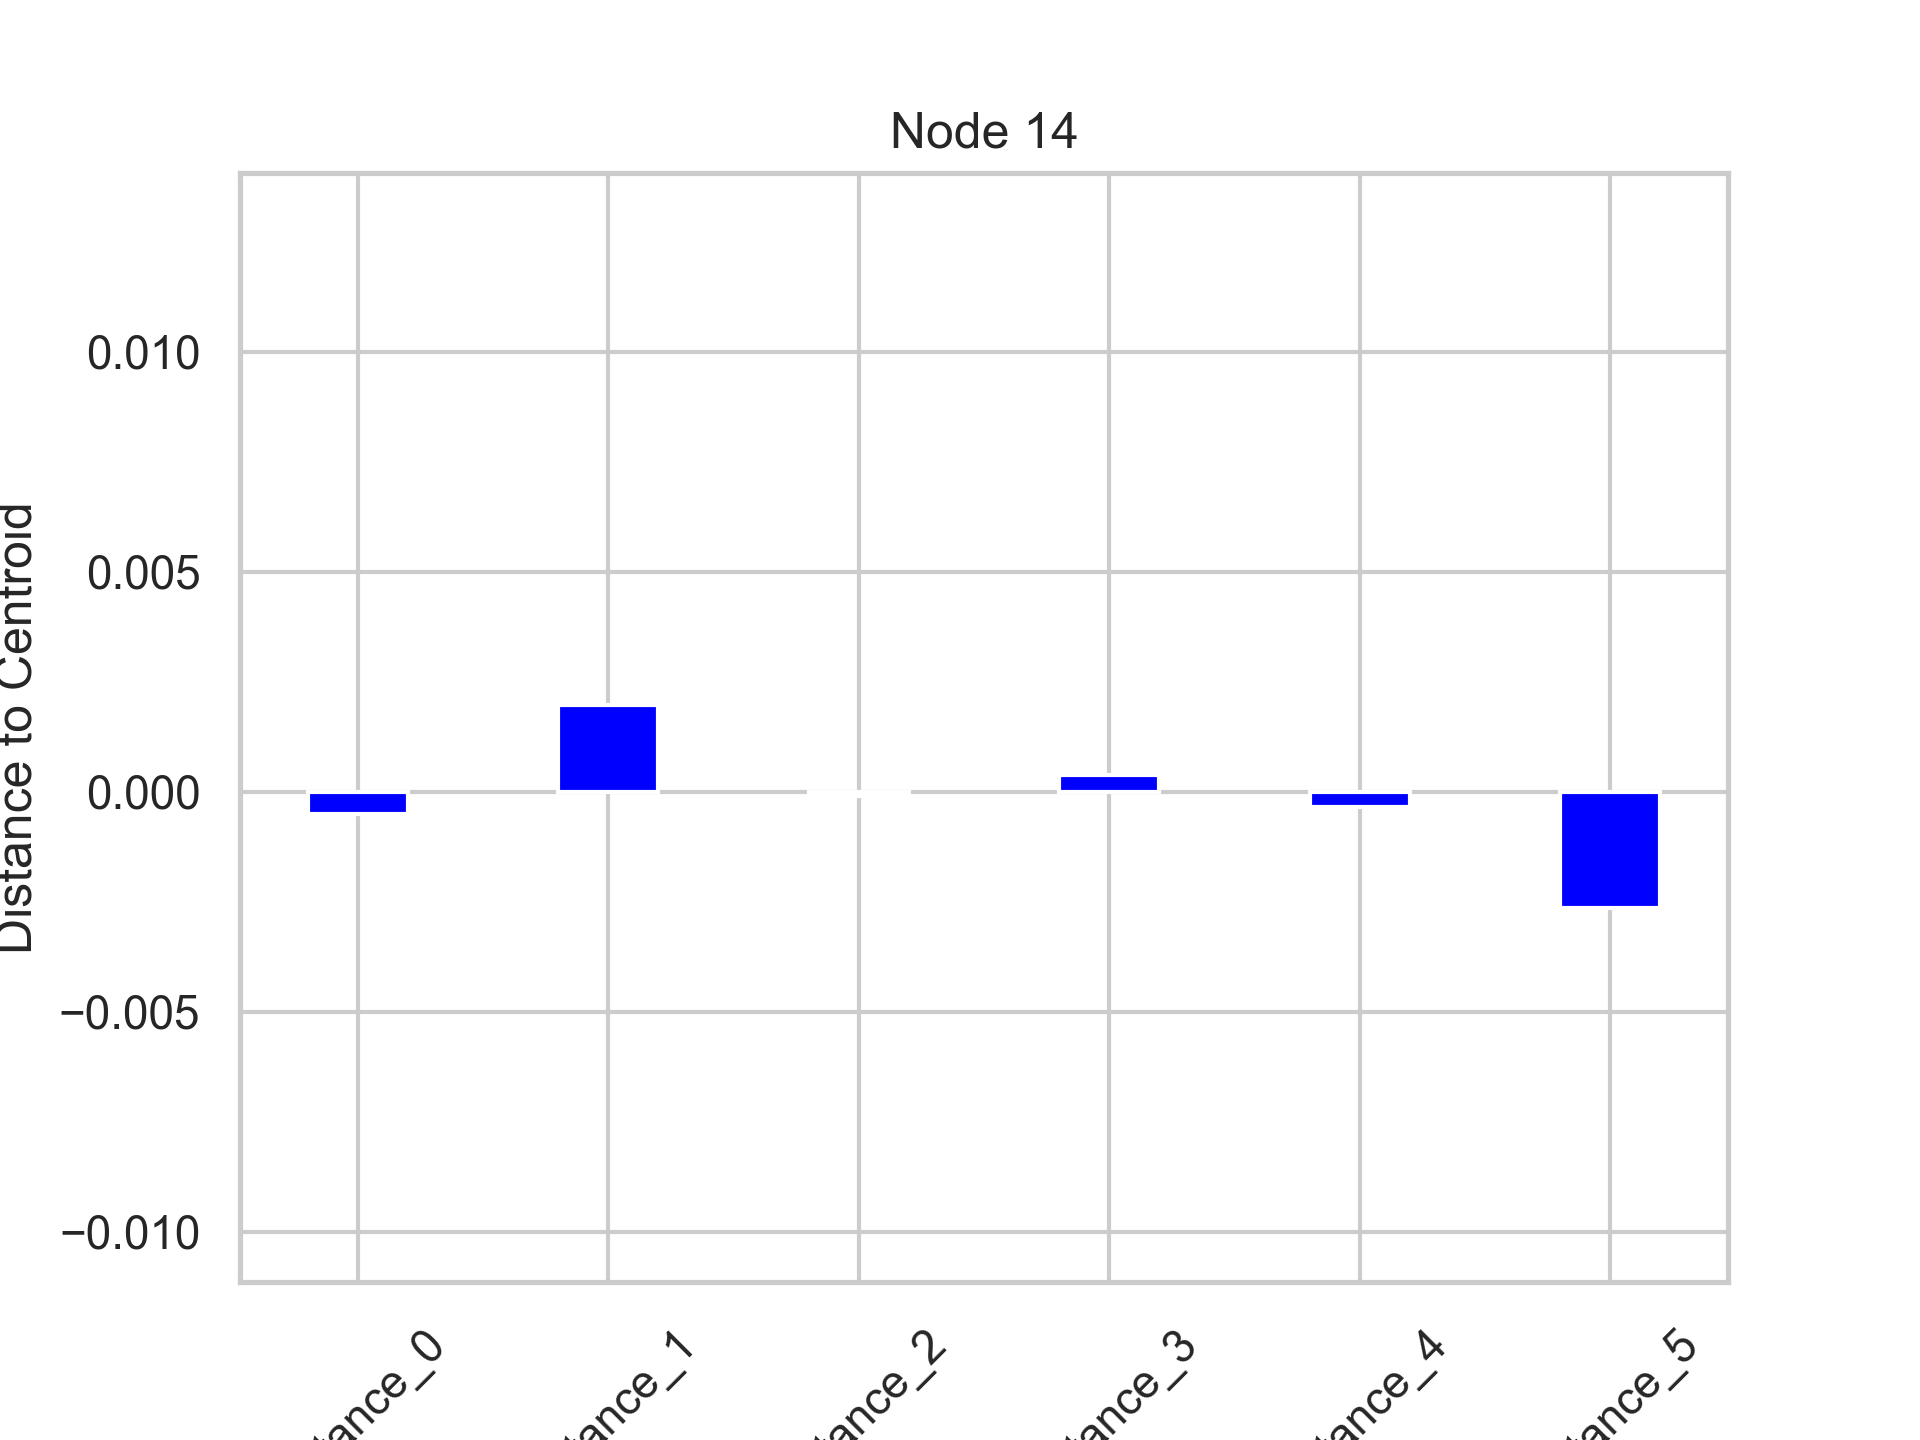 Node 14
0.010
0.005
0.000
−0.005
−0.010
Distance to Centroid
tance_0
tance_1
tance_2
tance_3
tance_4
tance_5